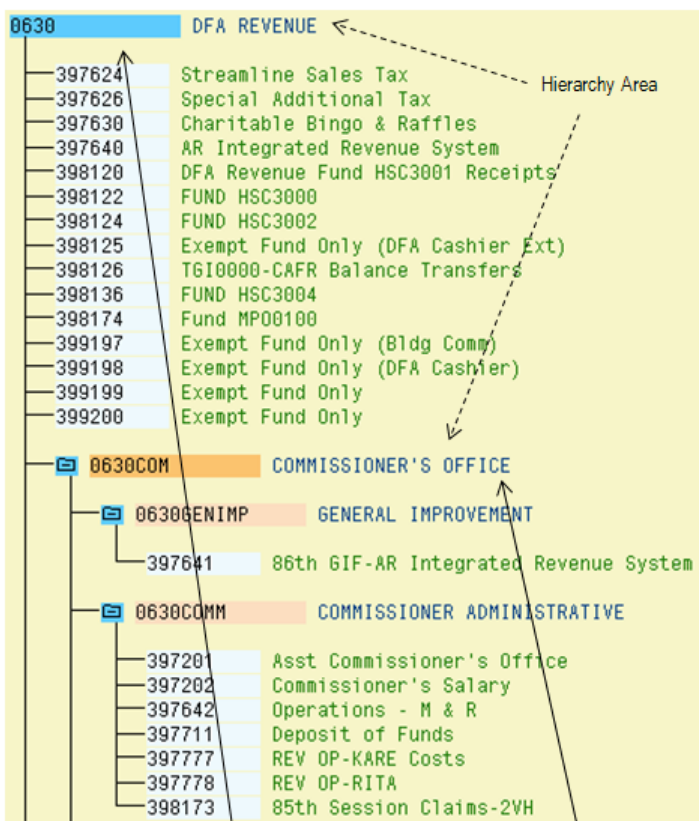 0630 DFA REVENUE
Hierarchy Area
397624 Streamline Sales Tax
397626 Special Additional Tax
397630 Charitable Bingo & Raffles
397640 AR Integrated Revenue System
398120 DFA Revenue Fund HSC3001 Receipts
398122 FUND HSC3000
398124 FUND HSC3002
398125 Exempt Fund Only (DFA Cashier Ext)
398126 TGI0000-CAFR Balance Transfers
398136 FUND HSC3004
398174 Fund MPO0100
399197 Exempt Fund Only (Bldg Comm)
399198 Exempt Fund Only (DFA Cashier)
399199 Exempt Fund Only
399200 Exempt Fund Only
0630COM COMMISSIONER'S OFFICE
0630GENIMP GENERAL IMPROVEMENT
397641 86th GIF-AR Integrated Revenue System
0630COMM COMMISSIONER ADMINISTRATIVE
397201 Asst Commissioner's Office
397202 Commissioner's Salary
397642 Operations - M & R
397711 Deposit of Funds
397777 REV OP-KARE Costs
397778 REV OP-RITA
398173 85th Session Claims-2VH